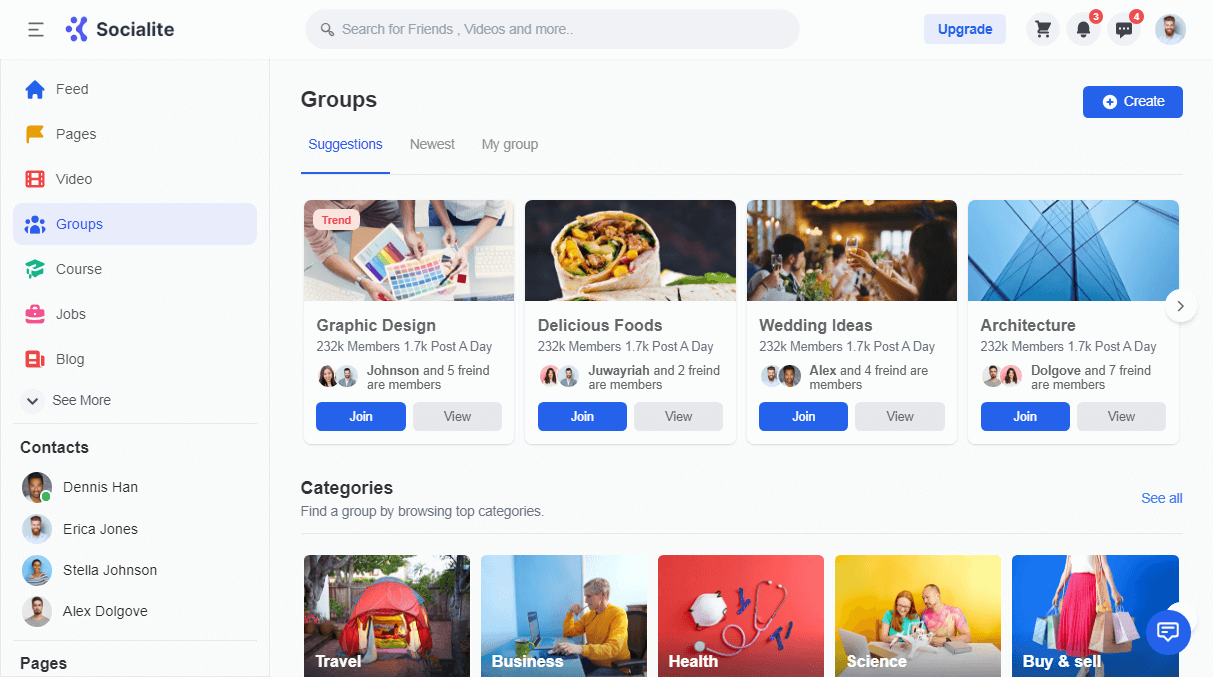 Socialite
Search for Friends , Videos and more..
Upgrade
3
4
Feed
Pages
Video
Groups
Course
Jobs
Blog
See More
Contacts
Dennis Han
Erica Jones
Stella Johnson
Alex Dolgove
Pages
Groups
Create
Suggestions
Newest
My group
Trend
Graphic Design
232k Members 1.7k Post A Day
Johnson and 5 freind
are members
Join
View
Delicious Foods
232k Members 1.7k Post A Day
Juwayriah and 2 freind
are members
Join
View
Wedding Ideas
232k Members 1.7k Post A Day
Alex and 4 freind are
members
Join
View
Architecture
232k Members 1.7k Post A Day
Dolgove and 7 freind
are members
Join
View
Categories
Find a group by browsing top categories.
See all
Travel
Business
Health
Science
Buy & sell